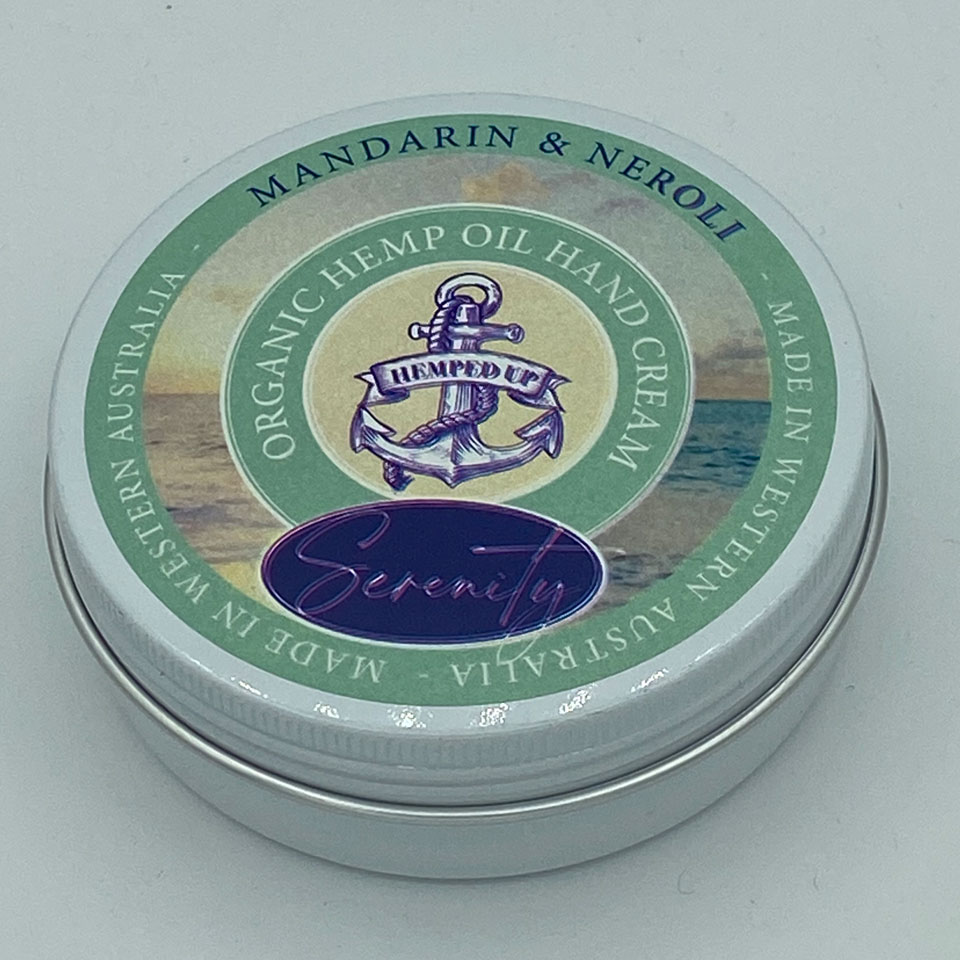 MANDARIN & NEROLI
- MADE IN WESTERN AUSTRALIA - MADE IN WESTERN AUSTRALIA -
ORGANIC HEMP OIL HAND CREAM
HEMPED UP
Serenity